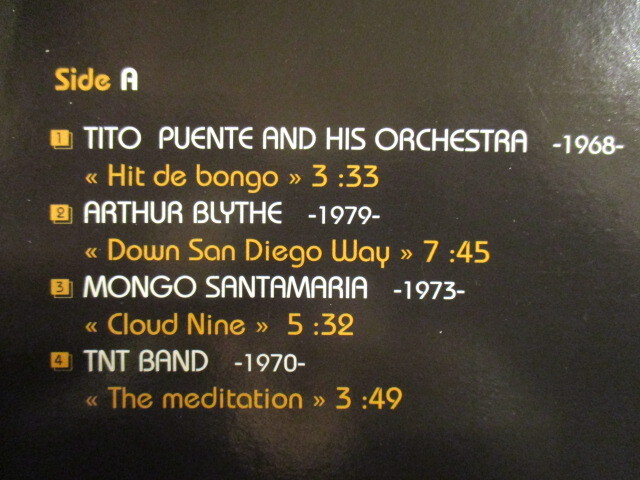 Side A
1 TITO PUENTE AND HIS ORCHESTRA -1968-
« Hit de bongo » 3 :33
2 ARTHUR BLYTHE -1979-
« Down San Diego Way » 7 :45
3 MONGO SANTAMARIA -1973-
« Cloud Nine » 5 :32
4 TNT BAND -1970-
« The meditation » 3 :49